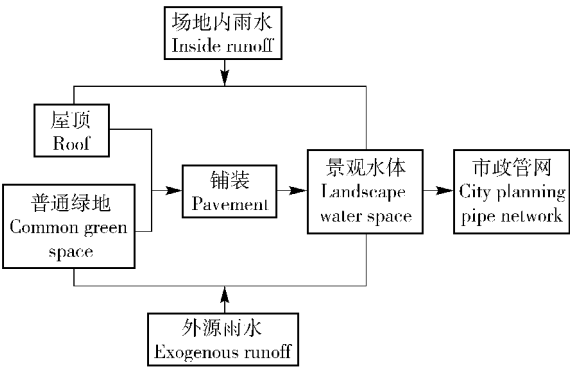 场地内雨水
Inside runoff
屋顶
Roof
普通绿地
Common green
space
铺装
Pavement
景观水体
Landscape
water space
市政管网
City planning
pipe network
外源雨水
Exogenous runoff